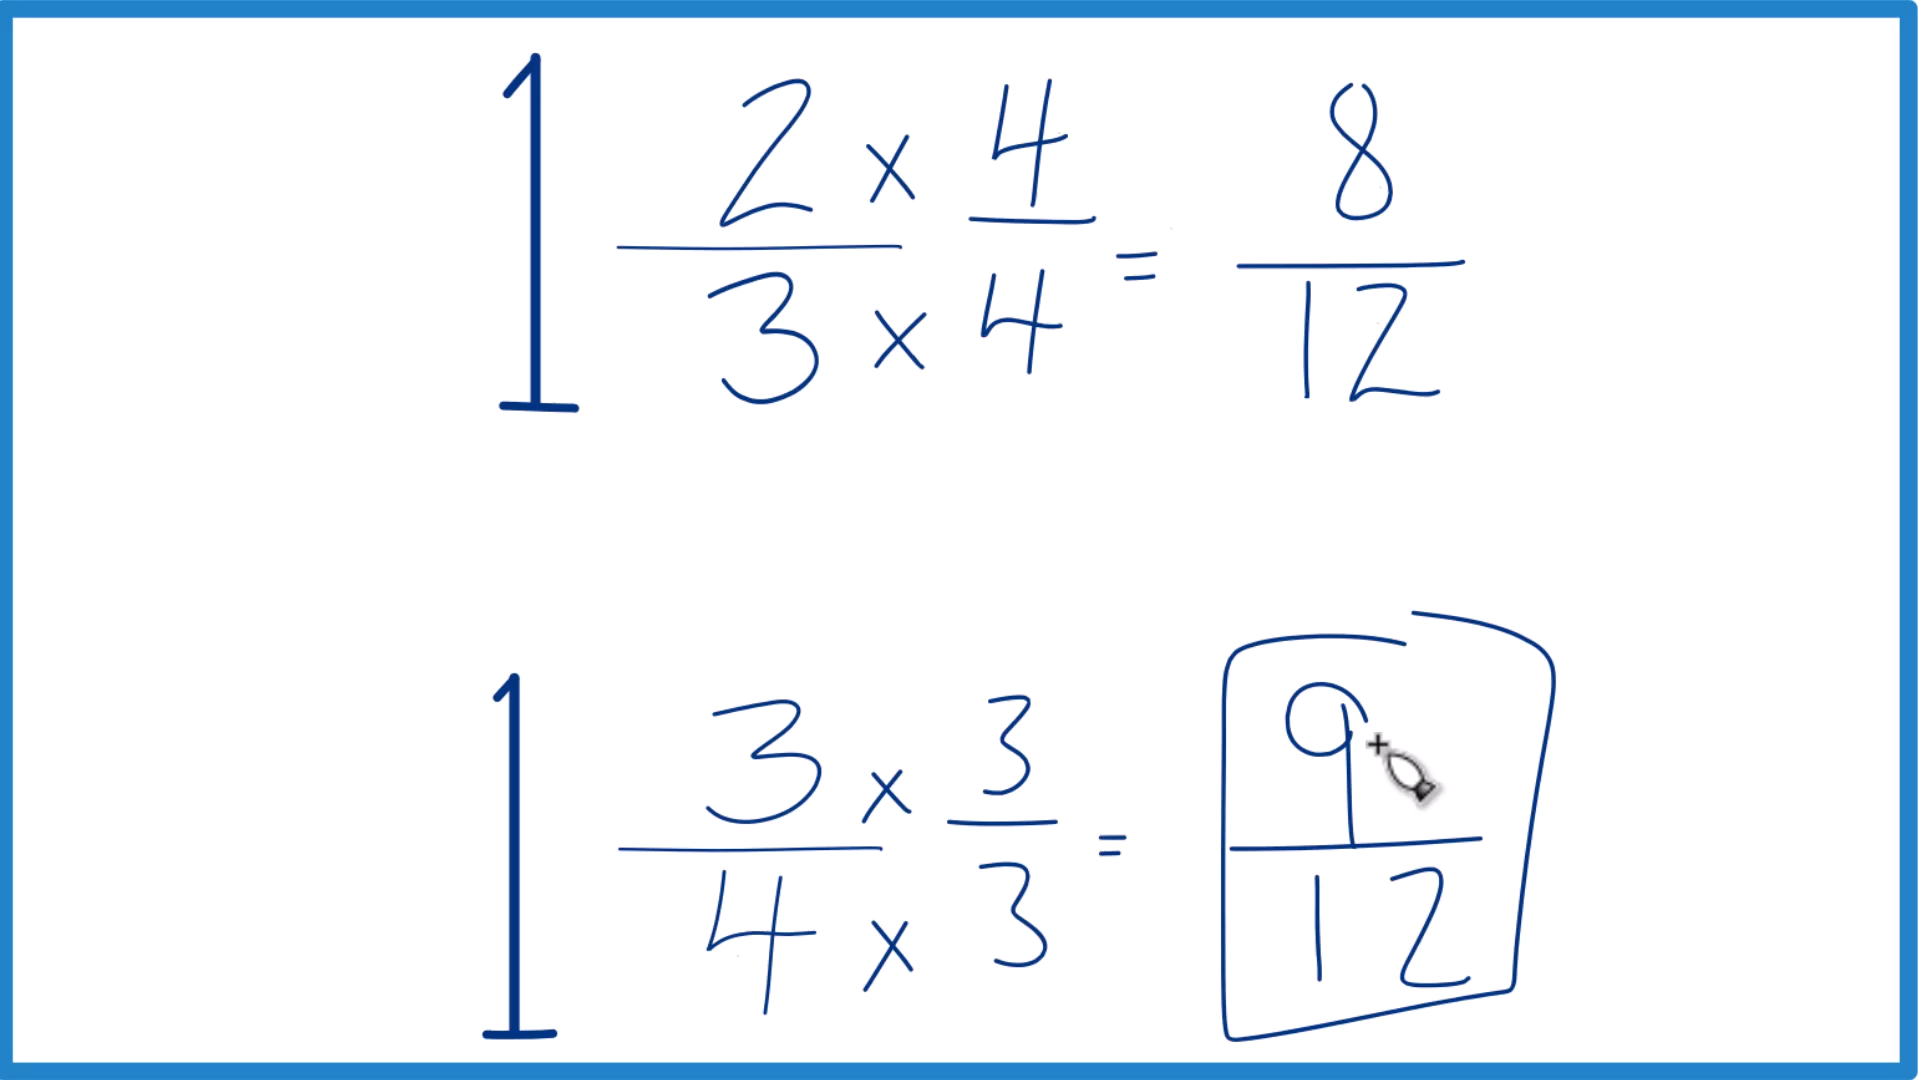 1 2/3 × 4/4 = 8/12
1 3/4 × 3/3 = 9/12